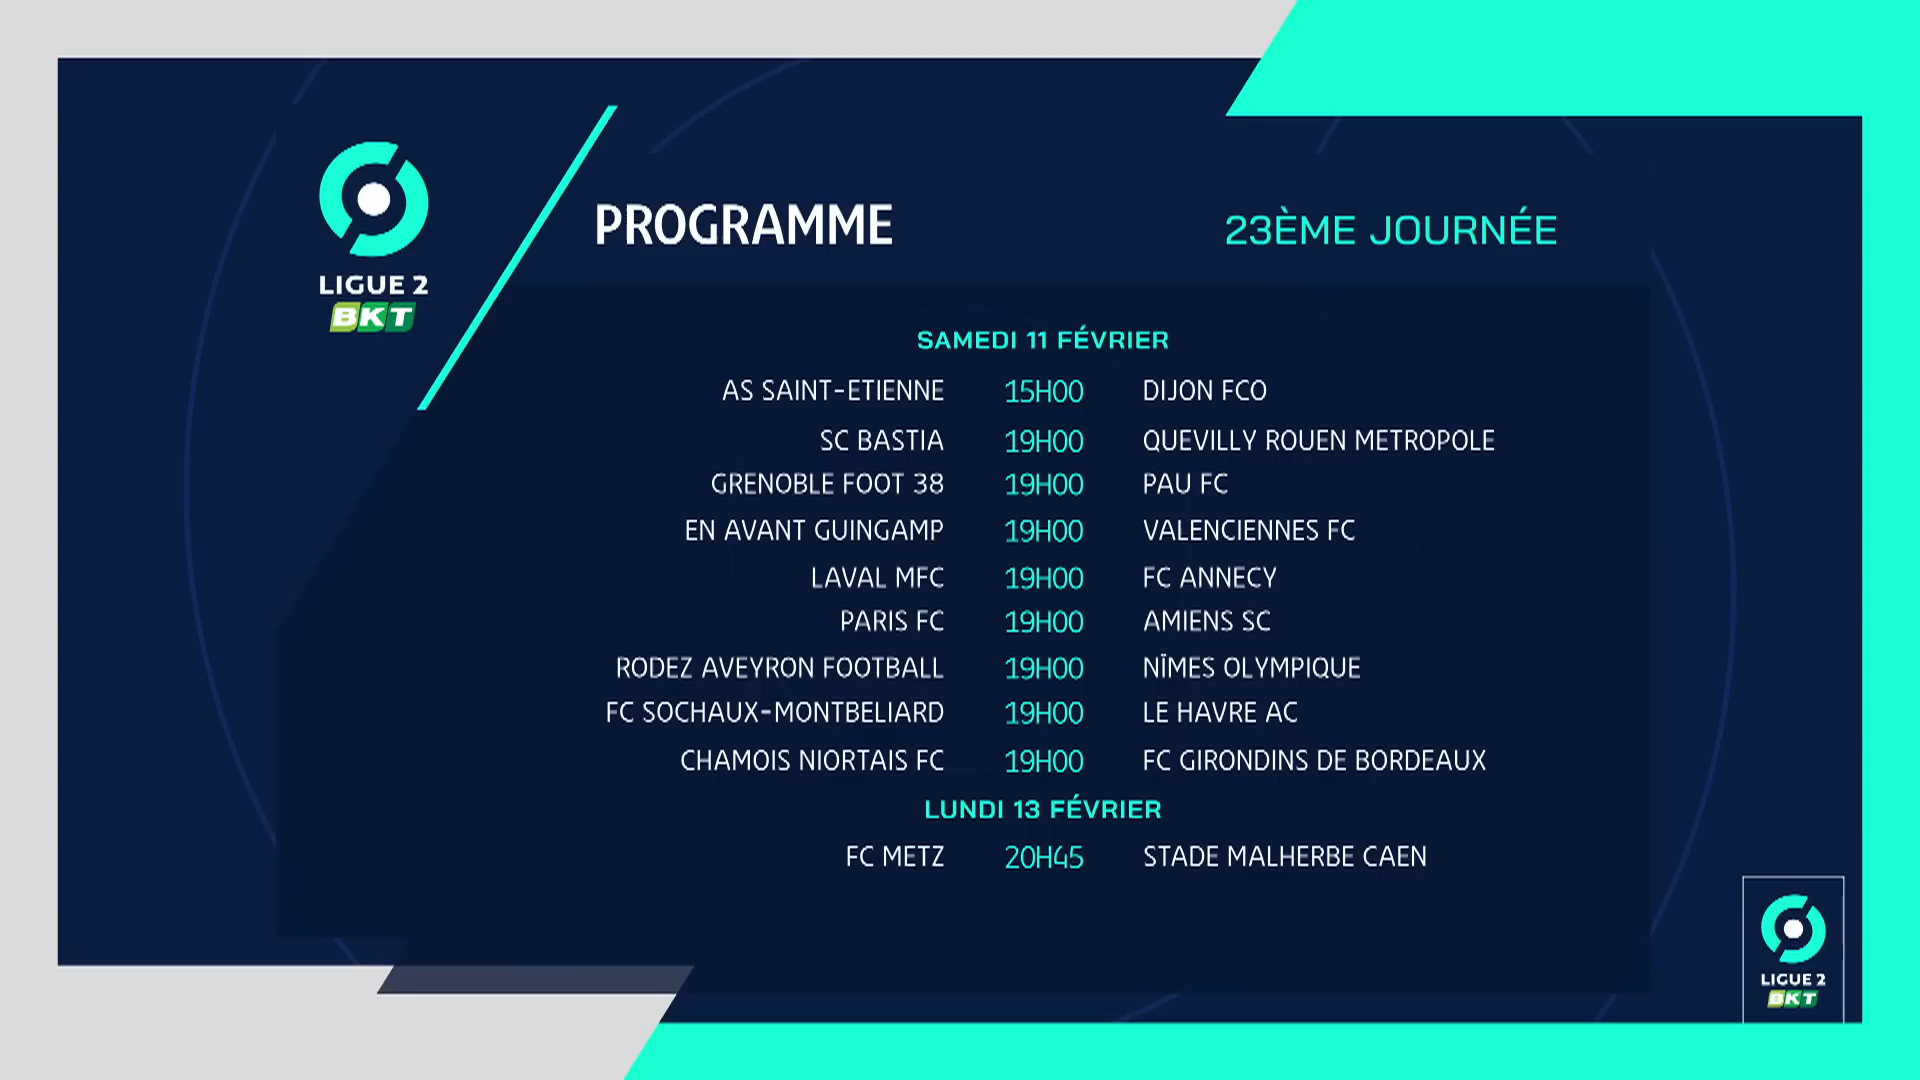 LIGUE 2
BKT
PROGRAMME 23ÈME JOURNÉE
SAMEDI 11 FÉVRIER
AS SAINT-ETIENNE 15H00 DIJON FCO
SC BASTIA 19H00 QUEVILLY ROUEN METROPOLE
GRENOBLE FOOT 38 19H00 PAU FC
EN AVANT GUINGAMP 19H00 VALENCIENNES FC
LAVAL MFC 19H00 FC ANNECY
PARIS FC 19H00 AMIENS SC
RODEZ AVEYRON FOOTBALL 19H00 NÎMES OLYMPIQUE
FC SOCHAUX-MONTBELIARD 19H00 LE HAVRE AC
CHAMOIS NIORTAIS FC 19H00 FC GIRONDINS DE BORDEAUX
LUNDI 13 FÉVRIER
FC METZ 20H45 STADE MALHERBE CAEN
LIGUE 2
BKT